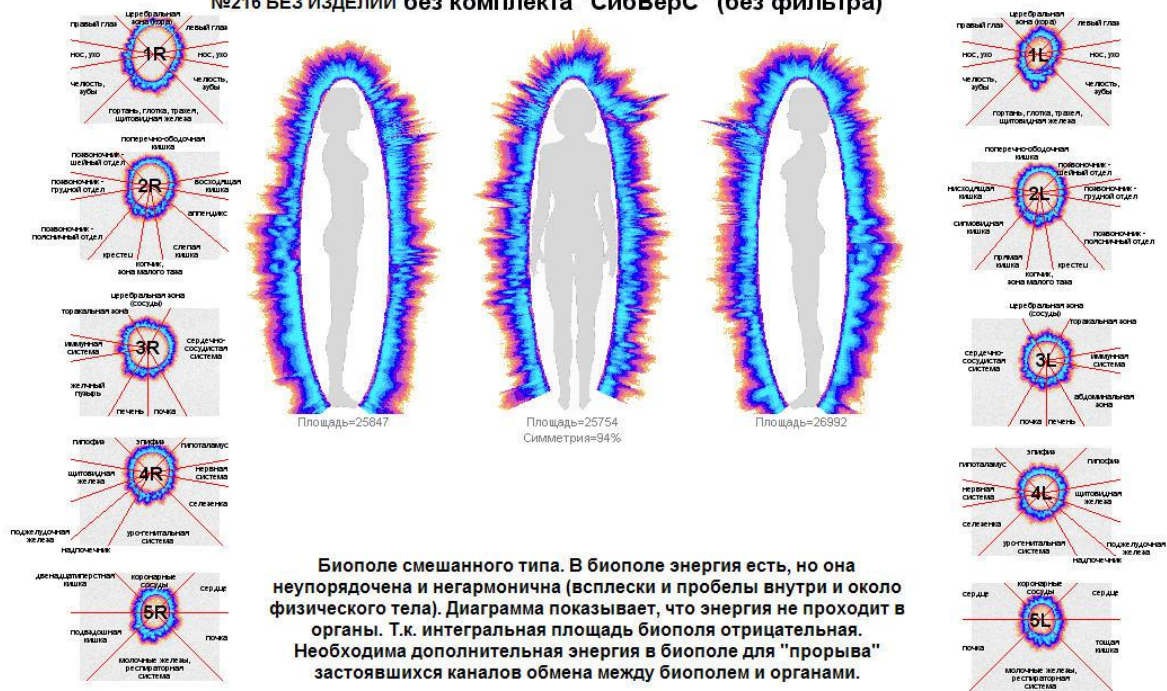 №216 БЕЗ ИЗДЕЛИЙ без комплекта "СибВерС" (без фильтра)
церебральная
зона (кора)
правый глаз
левый глаз
нос, ухо
1R
нос, ухо
челюсть,
зубы
челюсть,
зубы
гортань, глотка, трахея,
щитовидная железа
поперечно-ободочная
кишка
позвоночник -
шейный отдел
позвоночник -
грудной отдел
2R
восходящая
кишка
аппендикс
позвоночник -
поясничный отдел
слепая
кишка
крестец
копчик,
зона малого таза
церебральная зона
(сосуды)
торакальная зона
иммунная
система
3R
сердечно-
сосудистая
система
желчный
пузырь
печень
почка
гипофиз
эпифиз
гипоталамус
щитовидная
железа
4R
нервная
система
селезенка
поджелудочная
железа
уро-генитальная
система
надпочечник
двенадцатиперстная
кишка
коронарные
сосуды
сердце
5R
подвздошная
кишка
почка
молочные железы,
респираторная
система
Площадь=25847
Площадь=25754
Симметрия=94%
Площадь=26992
церебральная
зона (кора)
правый глаз
левый глаз
нос, ухо
1L
нос, ухо
челюсть,
зубы
челюсть,
зубы
гортань, глотка, трахея,
щитовидная железа
поперечно-ободочная
кишка
позвоночник -
шейный отдел
нисходящая
кишка
2L
позвоночник -
грудной отдел
сигмовидная
кишка
позвоночник -
поясничный отдел
прямая
кишка
крестец
копчик,
зона малого таза
церебральная зона
(сосуды)
торакальная зона
сердечно-
сосудистая
система
3L
иммунная
система
абдоминальная
зона
почка
печень
эпифиз
гипоталамус
гипофиз
нервная
система
4L
щитовидная
железа
селезенка
уро-генитальная
система
поджелудочная
железа
надпочечник
коронарные
сосуды
сердце
сердце
5L
почка
тощая
кишка
молочные железы,
респираторная
система
Биополе смешанного типа. В биополе энергия есть, но она
неупорядочена и негармонична (всплески и пробелы внутри и около
физического тела). Диаграмма показывает, что энергия не проходит в
органы. Т.к. интегральная площадь биополя отрицательная.
Необходима дополнительная энергия в биополе для "прорыва"
застоявшихся каналов обмена между биополем и органами.